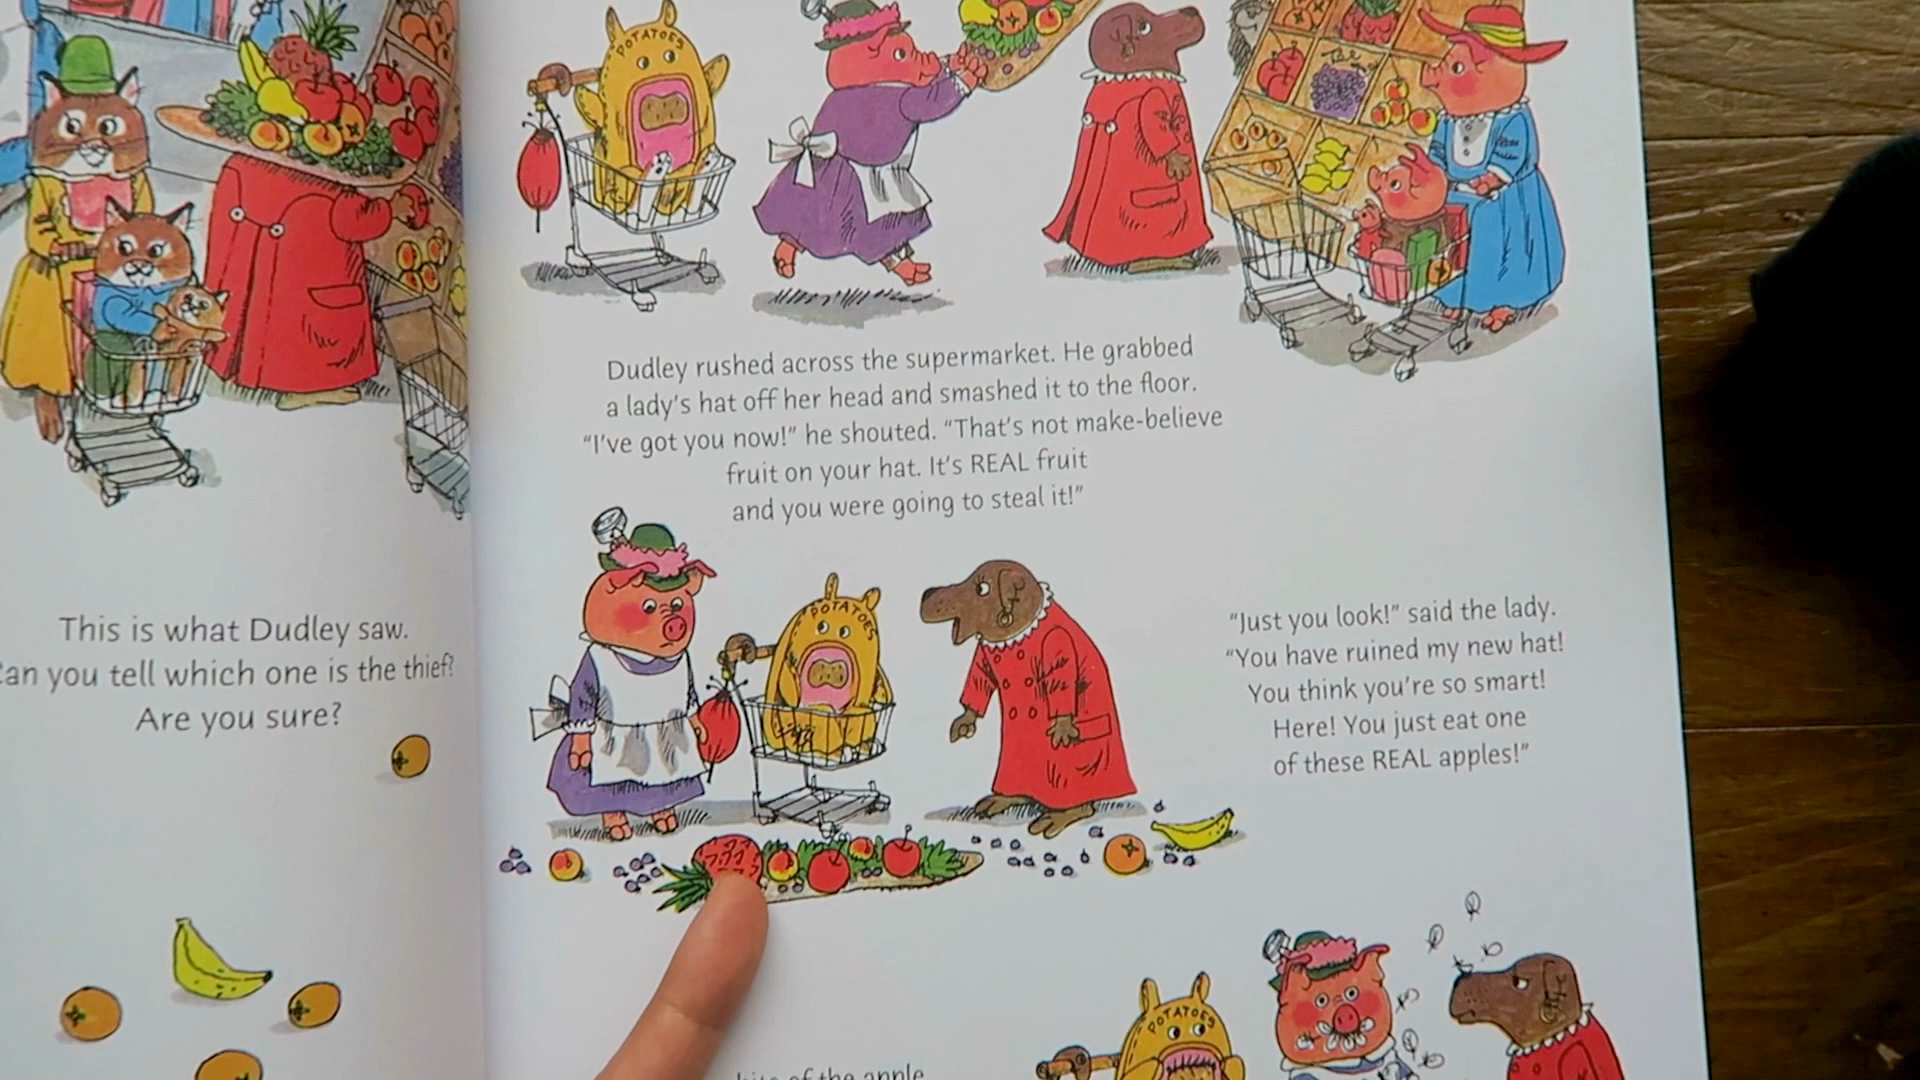 POTATOES
Dudley rushed across the supermarket. He grabbed
a lady's hat off her head and smashed it to the floor.
“I've got you now!” he shouted. “That's not make-believe
fruit on your hat. It's REAL fruit
and you were going to steal it!”
This is what Dudley saw.
Can you tell which one is the thief?
Are you sure?
POTATOES
“Just you look!” said the lady.
“You have ruined my new hat!
You think you're so smart!
Here! You just eat one
of these REAL apples!”
POTATOES
of the apple